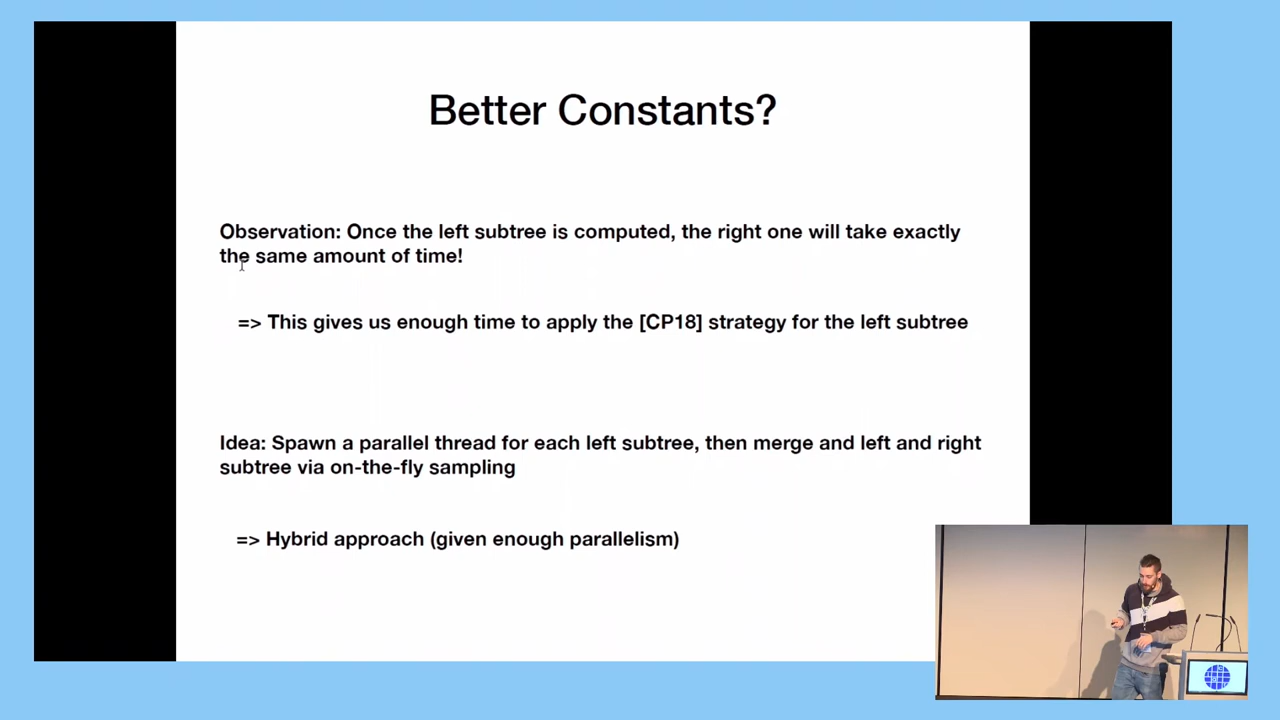 Better Constants?
Observation: Once the left subtree is computed, the right one will take exactly
the same amount of time!
=> This gives us enough time to apply the [CP18] strategy for the left subtree
Idea: Spawn a parallel thread for each left subtree, then merge and left and right
subtree via on-the-fly sampling
=> Hybrid approach (given enough parallelism)